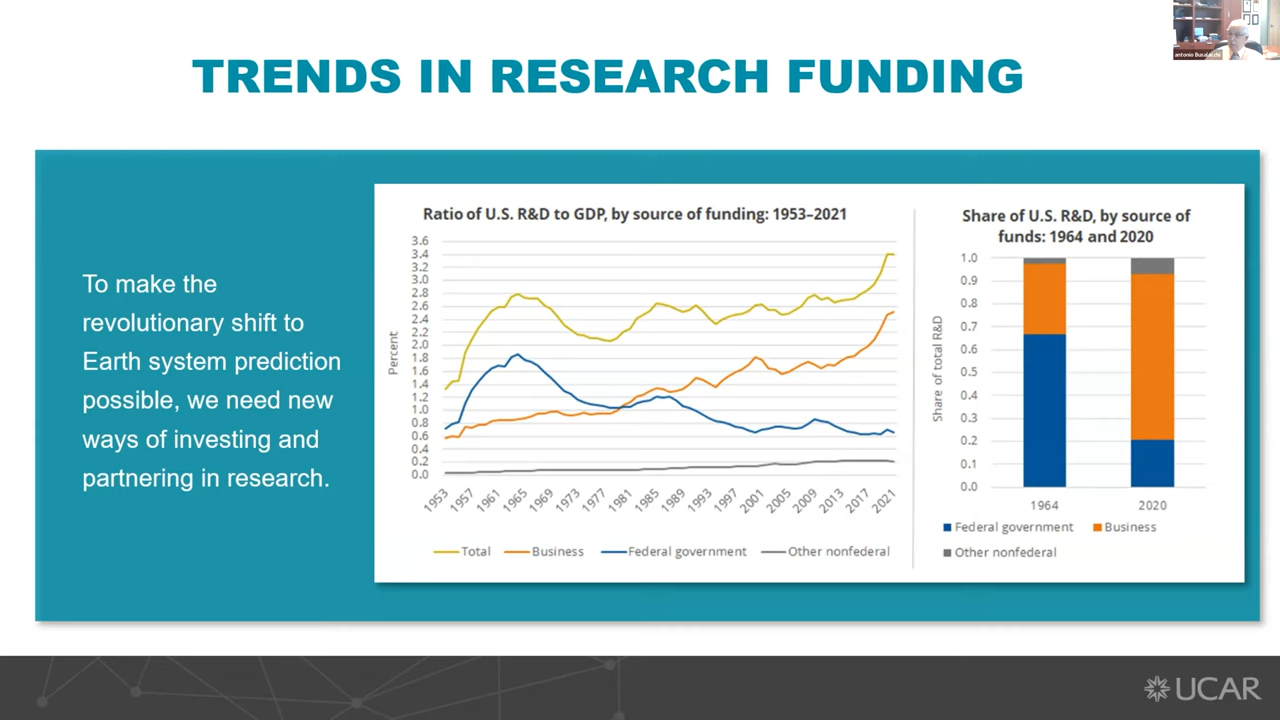 antonio Busalacchi
TRENDS IN RESEARCH FUNDING
To make the
revolutionary shift to
Earth system prediction
possible, we need new
ways of investing and
partnering in research.
Ratio of U.S. R&D to GDP, by source of funding: 1953–2021
Percent
3.6
3.4
3.2
3.0
2.8
2.6
2.4
2.2
2.0
1.8
1.6
1.4
1.2
1.0
0.8
0.6
0.4
0.2
0.0
1953
1957
1961
1965
1969
1973
1977
1981
1985
1989
1993
1997
2001
2005
2009
2013
2017
2021
Total
Business
Federal government
Other nonfederal
Share of U.S. R&D, by source of
funds: 1964 and 2020
Share of total R&D
1.0
0.9
0.8
0.7
0.6
0.5
0.4
0.3
0.2
0.1
0.0
1964
2020
Federal government
Business
Other nonfederal
UCAR